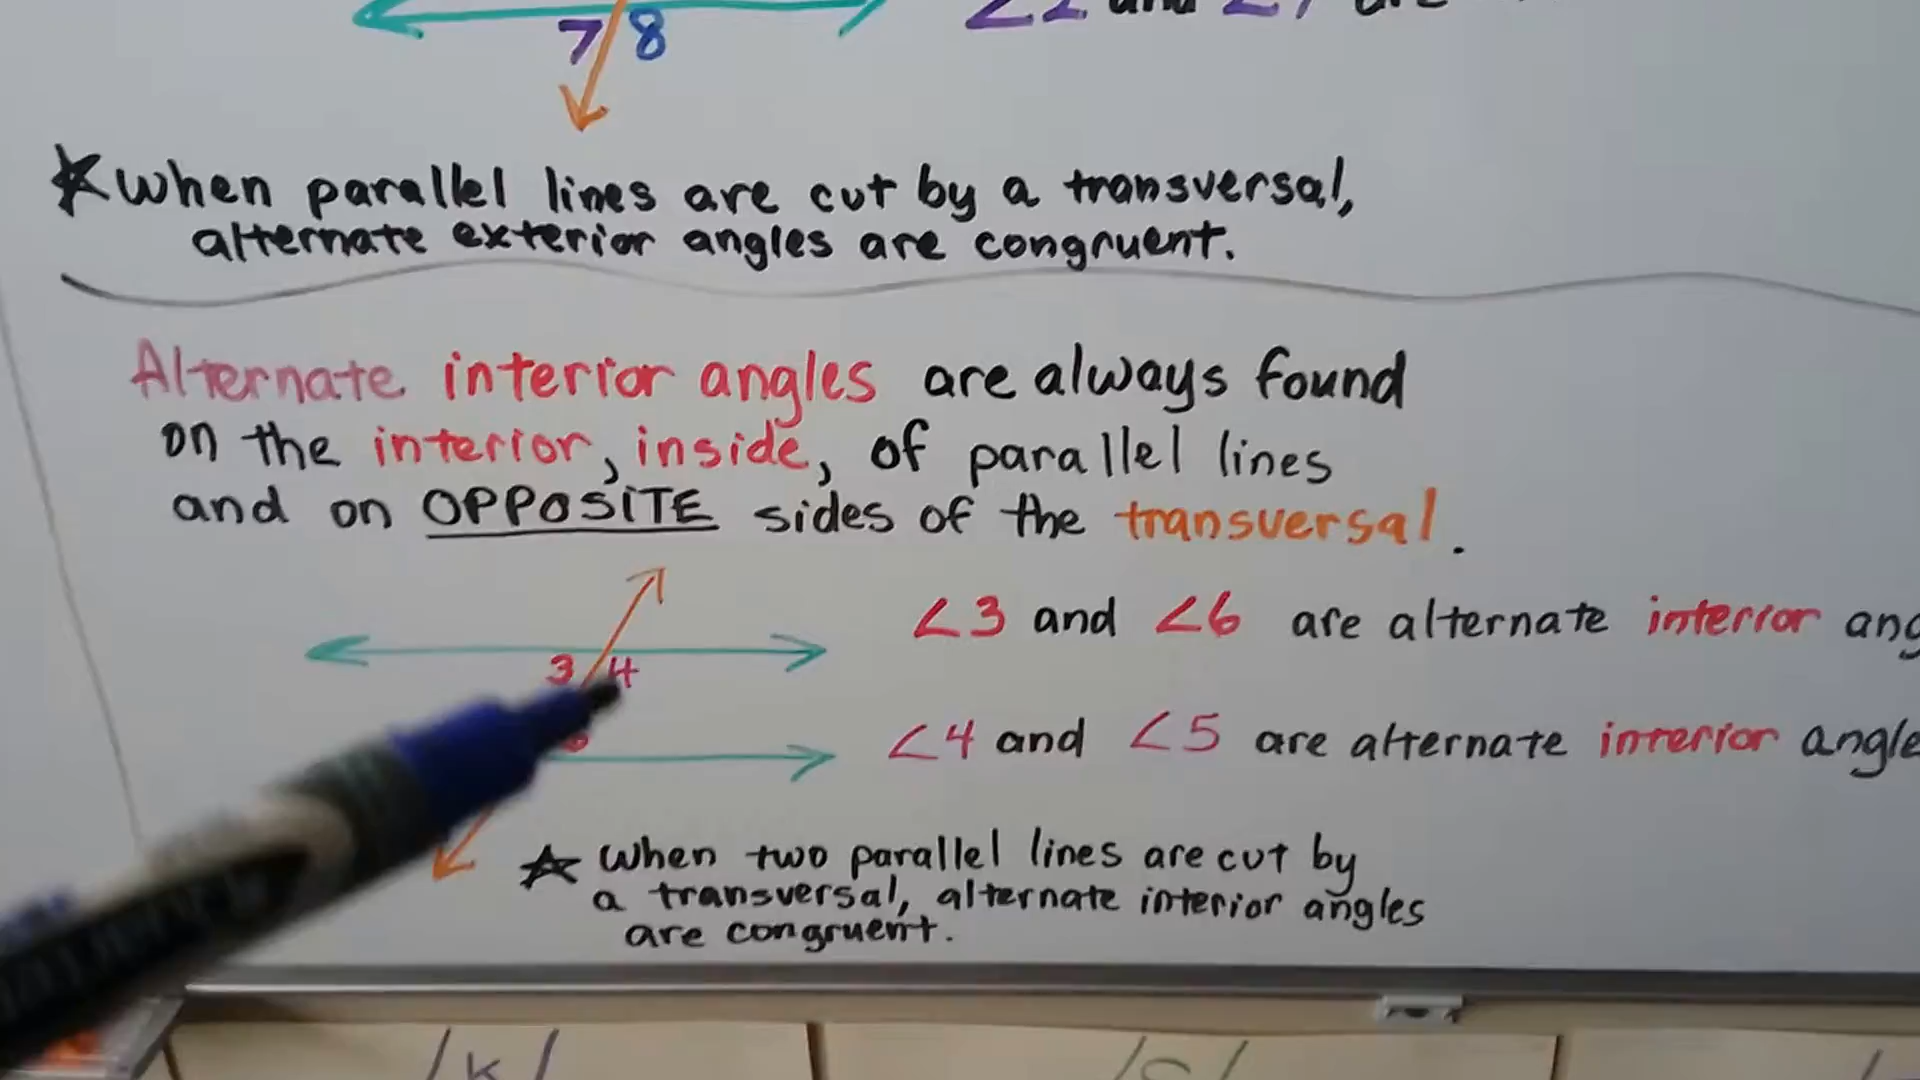 7 8
∠2 and ∠7 are
★ When parallel lines are cut by a transversal,
alternate exterior angles are congruent.
Alternate interior angles are always found
on the interior, inside, of parallel lines
and on OPPOSITE sides of the transversal.
∠3 and ∠6 are alternate interior ang
3 4
∠4 and ∠5 are alternate interior angle
★ When two parallel lines are cut by
a transversal, alternate interior angles
are congruent.
/k/